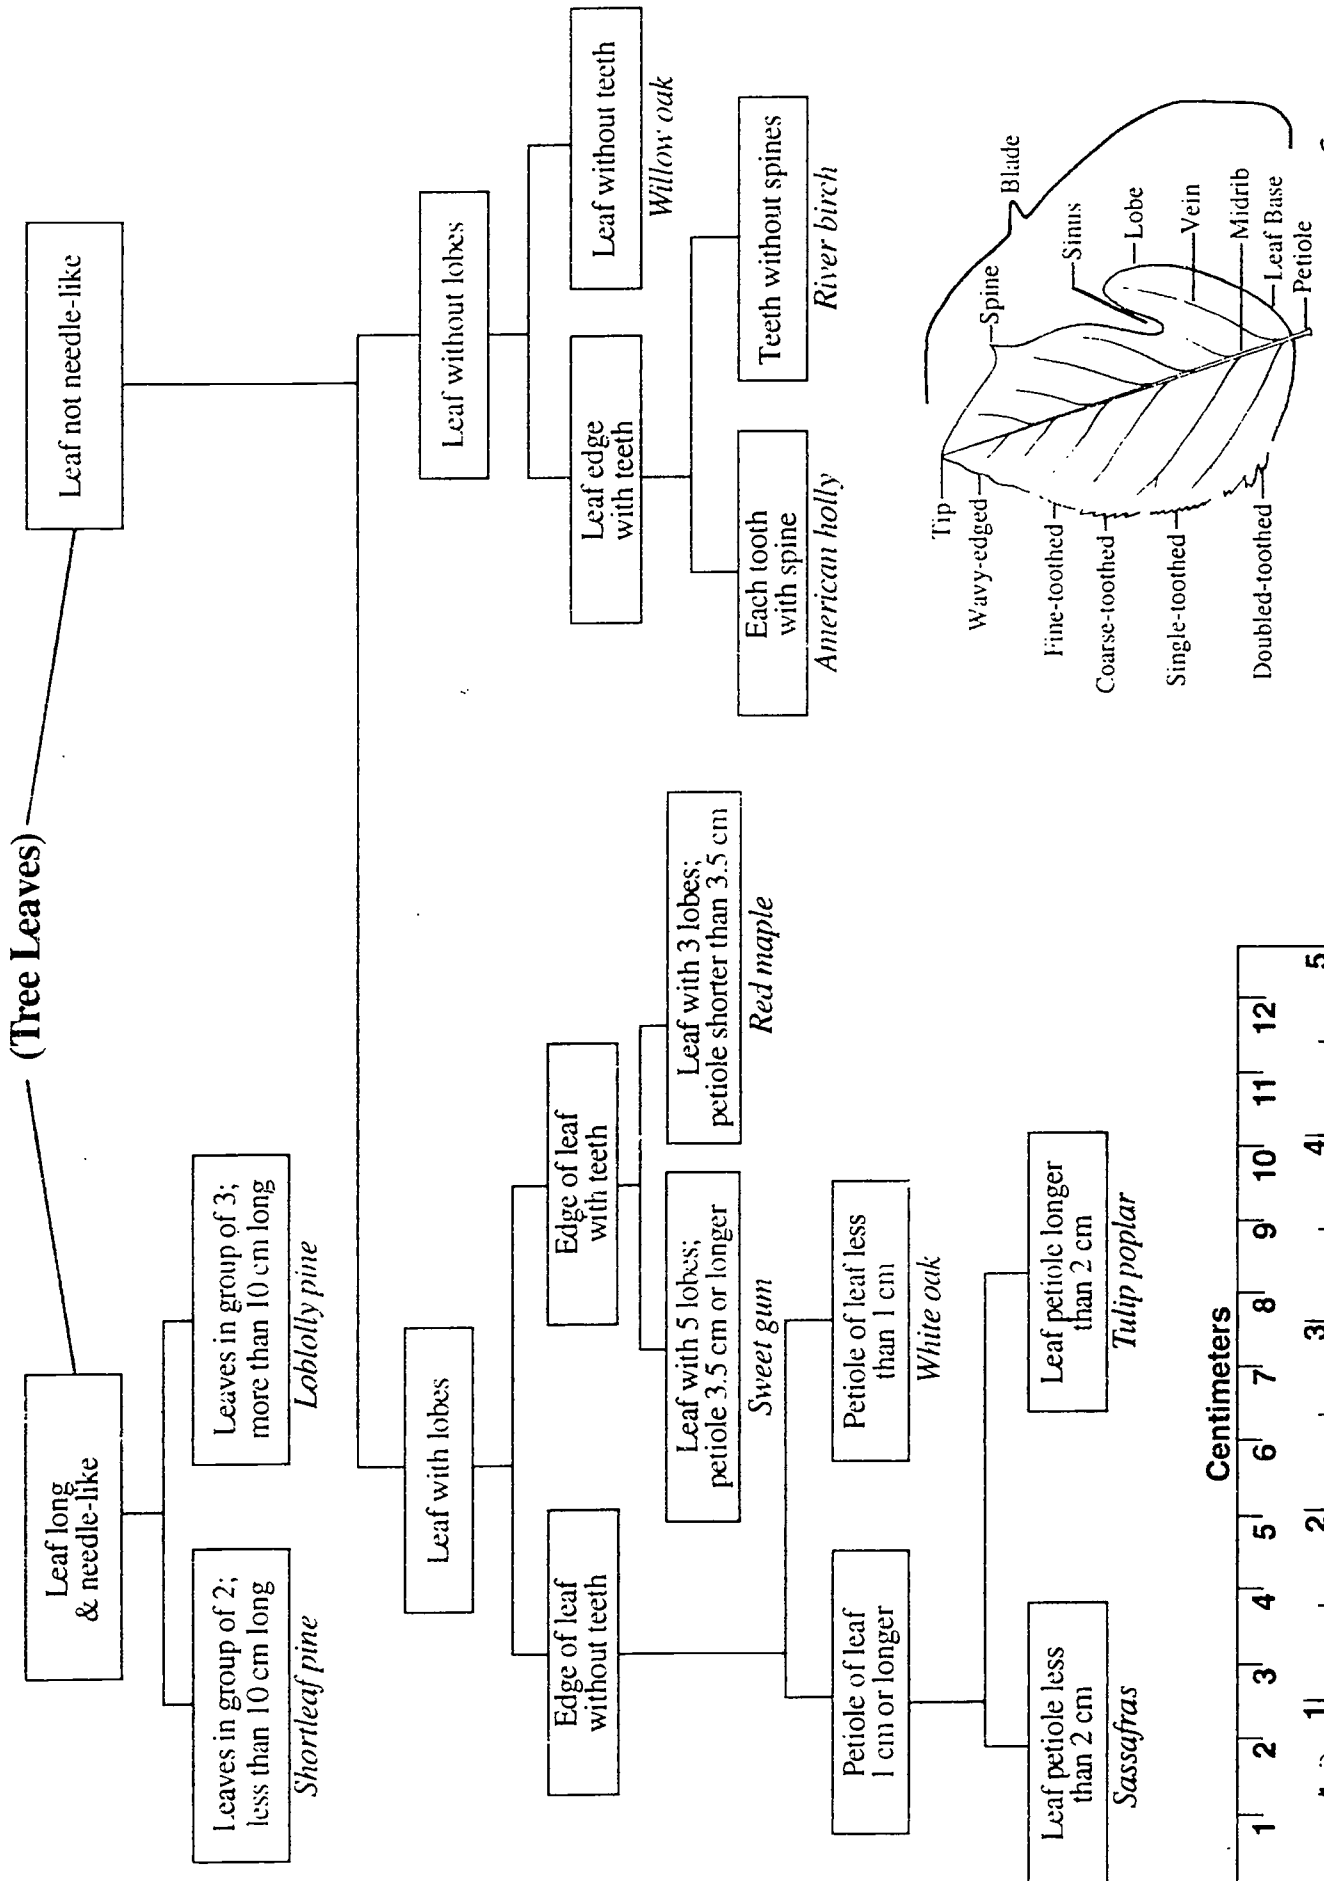 (Tree Leaves)
Leaf long
& needle-like
Leaf not needle-like
Leaves in group of 2;
less than 10 cm long
Shortleaf pine
Leaves in group of 3;
more than 10 cm long
Loblolly pine
Leaf with lobes
Leaf without lobes
Edge of leaf
without teeth
Edge of leaf
with teeth
Leaf edge
with teeth
Leaf without teeth
Willow oak
Leaf with 5 lobes;
petiole 3.5 cm or longer
Sweet gum
Leaf with 3 lobes;
petiole shorter than 3.5 cm
Red maple
Each tooth
with spine
American holly
Teeth without spines
River birch
Petiole of leaf
1 cm or longer
Petiole of leaf less
than 1 cm
White oak
Leaf petiole less
than 2 cm
Sassafras
Leaf petiole longer
than 2 cm
Tulip poplar
Tip
Wavy-edged
Fine-toothed
Coarse-toothed
Single-toothed
Doubled-toothed
Spine
Blade
Sinus
Lobe
Vein
Midrib
Leaf Base
Petiole
Centimeters
1 2 3 4 5 6 7 8 9 10 11 12
1 2 3 4 5